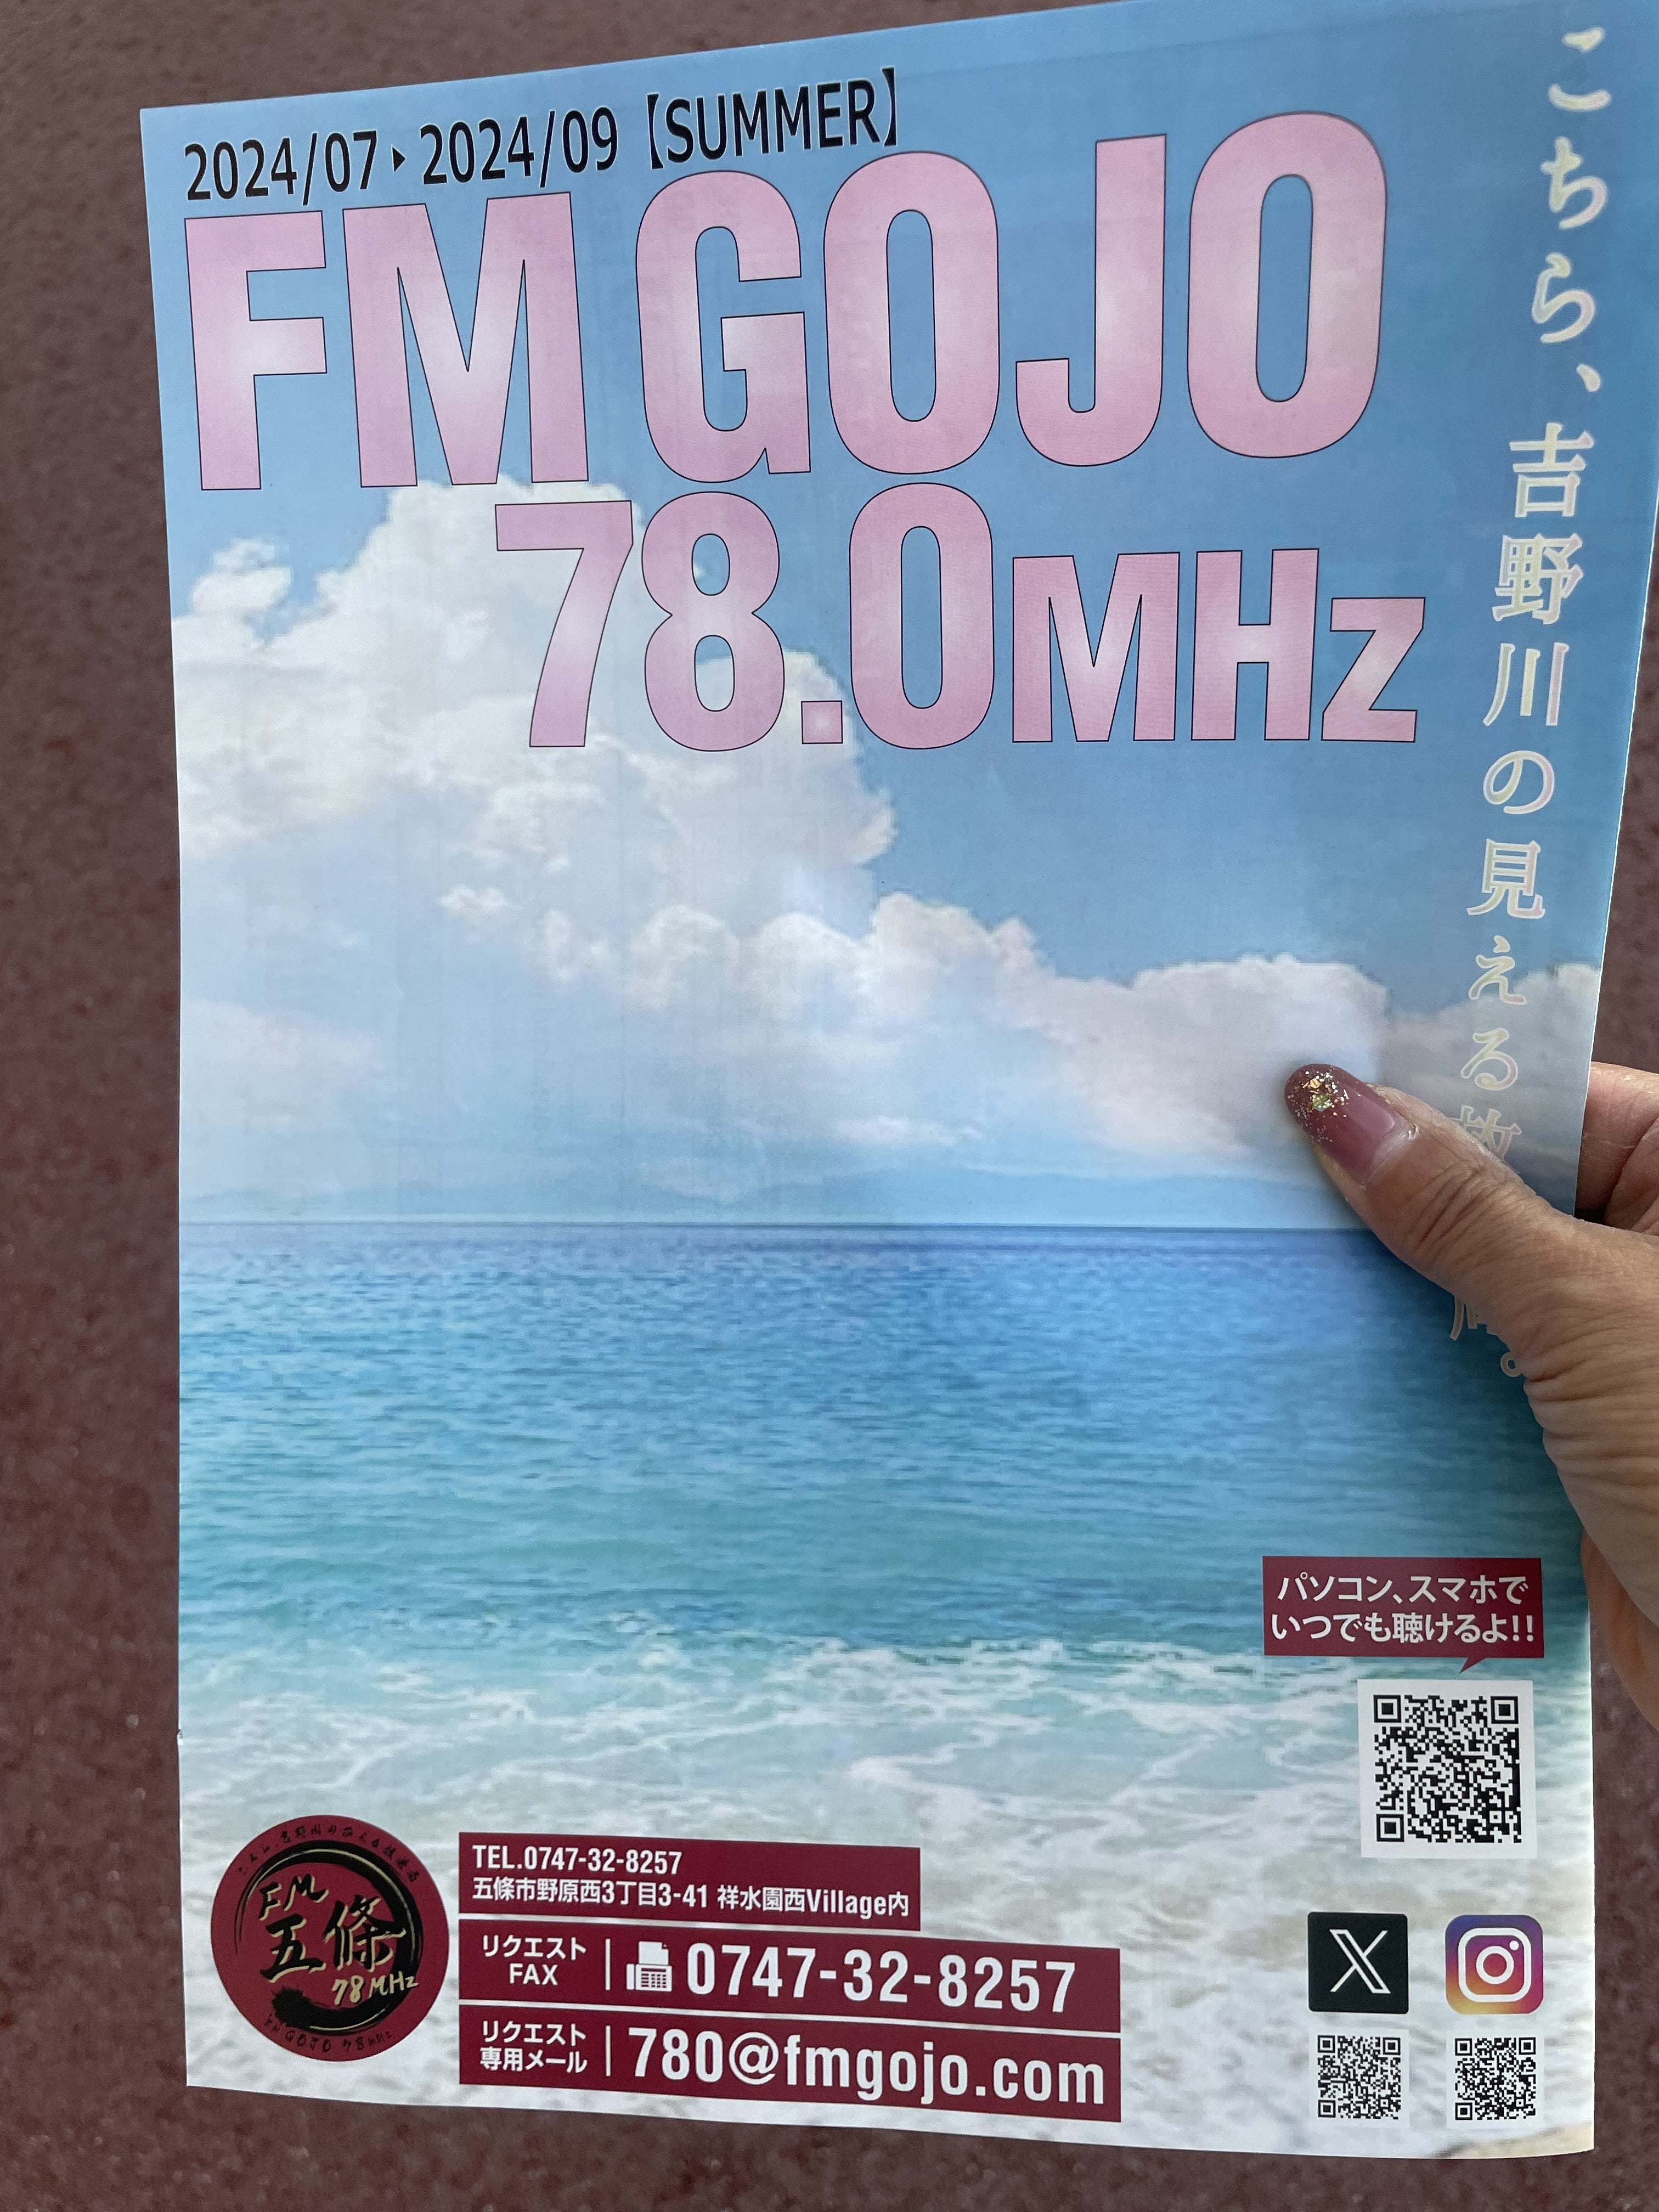 2024/07▸2024/09【SUMMER】
FM GOJO
78.0MHz
こちら、吉野川の見える放
。
パソコン、スマホで
いつでも聴けるよ!!
FM
五條
78MHz
FM GOJO 78MHz
TEL.0747-32-8257
五條市野原西3丁目3-41 祥水園西Village内
リクエスト
FAX
0747-32-8257
リクエスト
専用メール
780@fmgojo.com